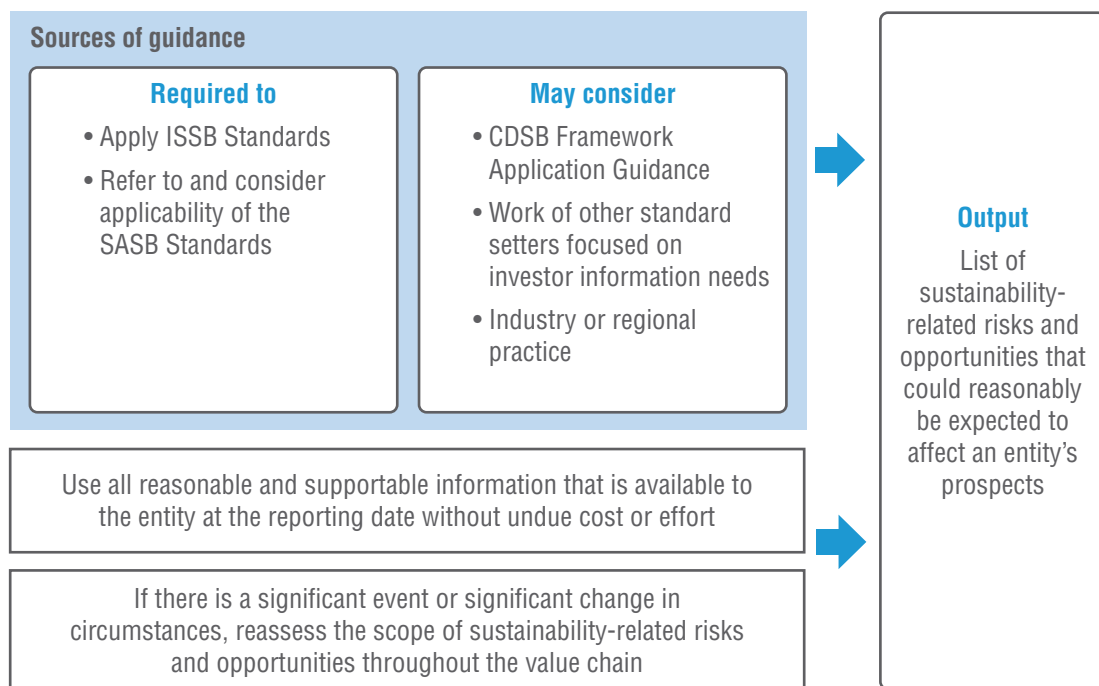 Sources of guidance
Required to
• Apply ISSB Standards
• Refer to and consider
applicability of the
SASB Standards
May consider
• CDSB Framework
Application Guidance
• Work of other standard
setters focused on
investor information needs
• Industry or regional
practice
Use all reasonable and supportable information that is available to
the entity at the reporting date without undue cost or effort
If there is a significant event or significant change in
circumstances, reassess the scope of sustainability-related risks
and opportunities throughout the value chain
Output
List of
sustainability-
related risks and
opportunities that
could reasonably
be expected to
affect an entity’s
prospects